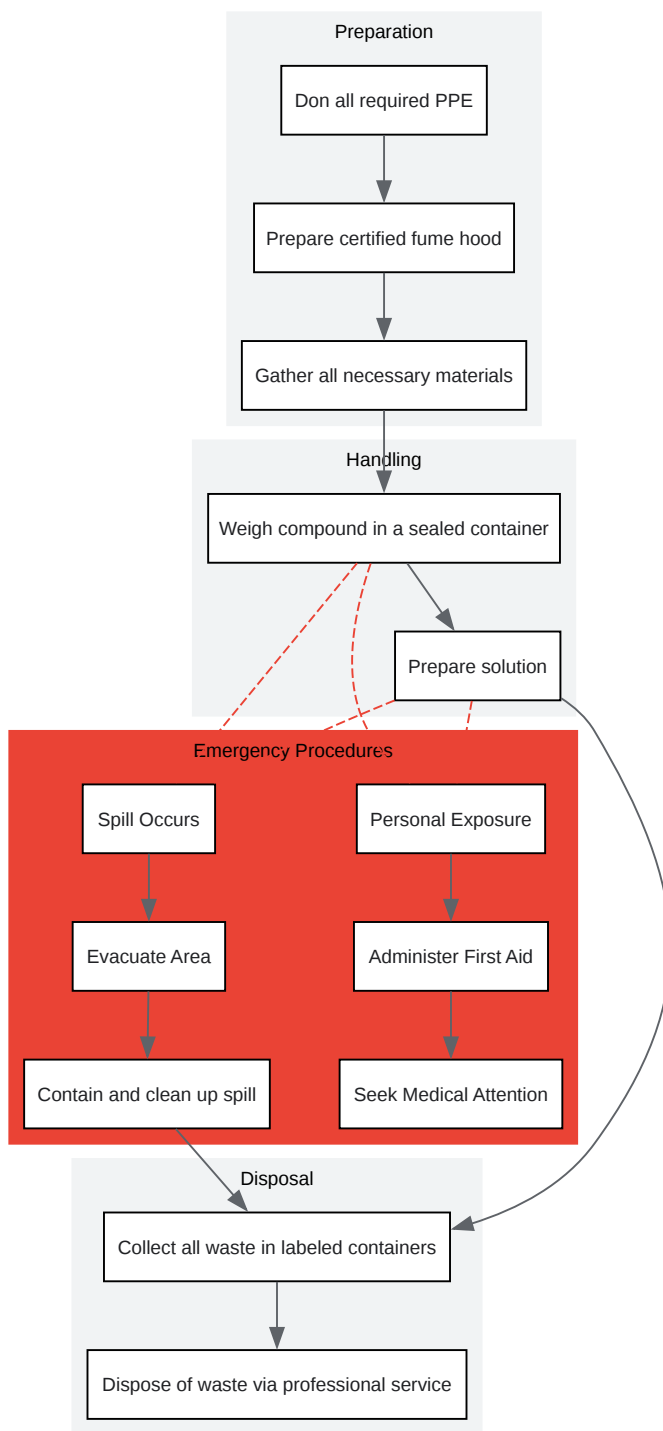 Preparation
Don all required PPE
Prepare certified fume hood
Gather all necessary materials
Handling
Weigh compound in a sealed container
Prepare solution
Emergency Procedures
Spill Occurs
Personal Exposure
Evacuate Area
Administer First Aid
Contain and clean up spill
Seek Medical Attention
Disposal
Collect all waste in labeled containers
Dispose of waste via professional service